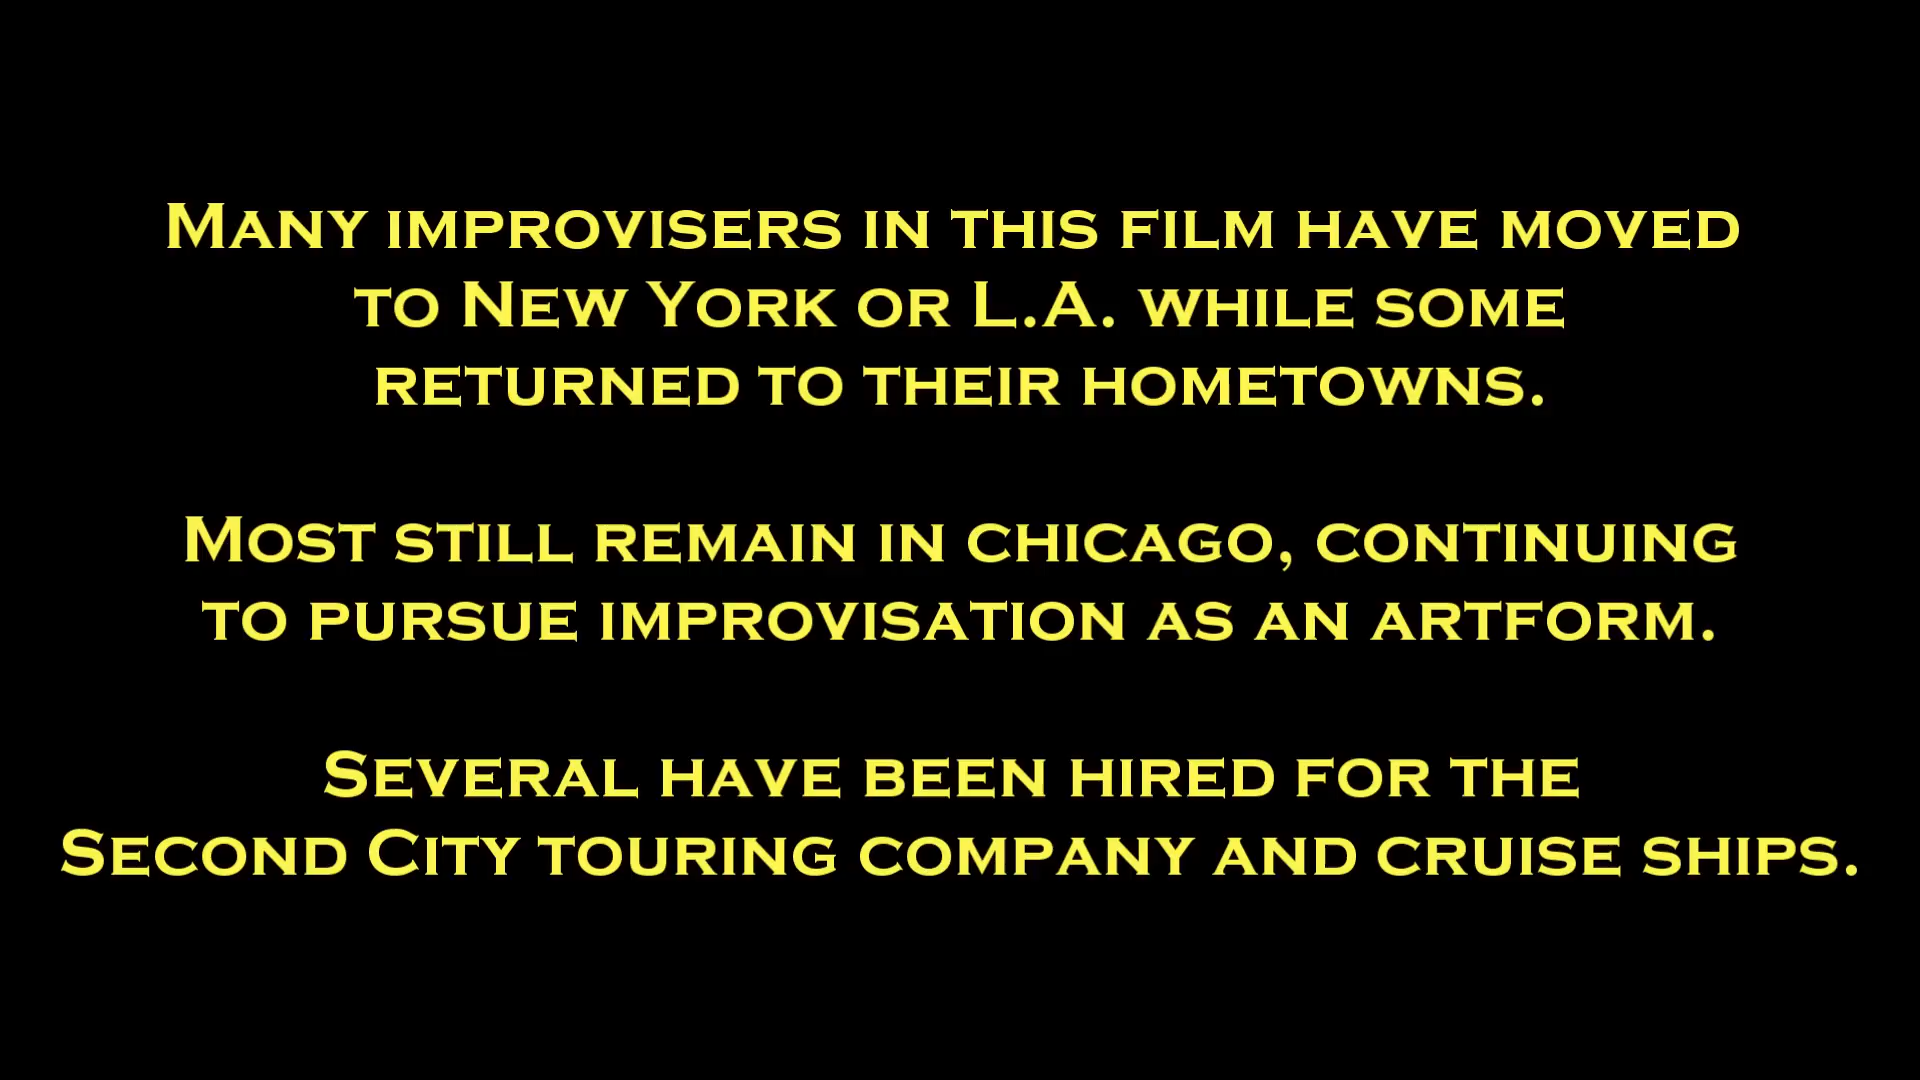 Many improvisers in this film have moved
to New York or L.A. while some
returned to their hometowns.
Most still remain in chicago, continuing
to pursue improvisation as an artform.
Several have been hired for the
Second City touring company and cruise ships.